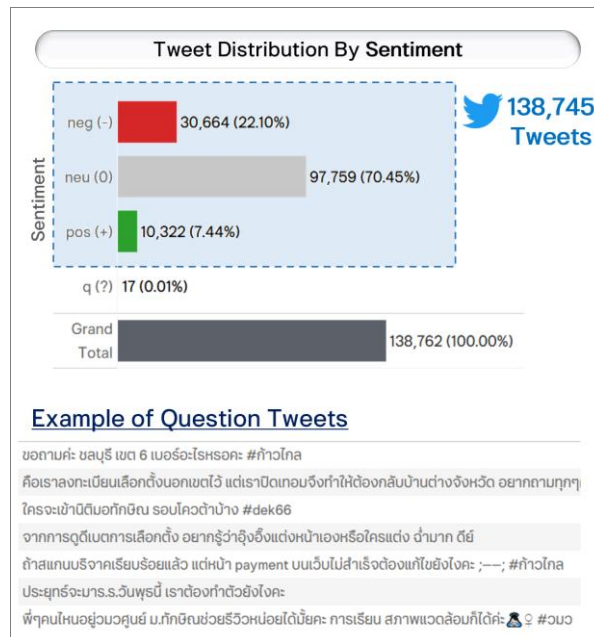 Tweet Distribution By Sentiment
138,745
Tweets
Sentiment
neg (-) 30,664 (22.10%)
neu (0) 97,759 (70.45%)
pos (+) 10,322 (7.44%)
q (?) 17 (0.01%)
Grand
Total
138,762 (100.00%)
Example of Question Tweets
ขอถามค่ะ ชลบุรี เขต 6 เบอร์อะไรหรอคะ #ก้าวไกล
คือเราลงทะเบียนเลือกตั้งนอกเขตไว้ แต่เราปิดเทอมจึงทำให้ต้องกลับบ้านต่างจังหวัด อยากถามทุกๆ
ใครจะเข้านิติมอทักษิณ รอบโควต้าบ้าง #dek66
จากการดูดีเบตการเลือกตั้ง อยากรู้ว่าอุ๊งอิ๊งแต่งหน้าเองหรือใครแต่ง ฉ่ำมาก ดีย์
ถ้าสแกนบริจาคเรียบร้อยแล้ว แต่หน้า payment บนเว็บไม่สำเร็จต้องแก้ไขยังไงคะ ;——; #ก้าวไกล
ประยุทธ์จะมาร.ร.วันพุธนี้ เราต้องทำตัวยังไงคะ
พี่ๆคนไหนอยู่มวศูนย์ ม.ทักษิณช่วยรีวิวหน่อยได้มั้ยคะ การเรียน สภาพแวดล้อมก็ได้ค่ะ🙇♀ #วมว